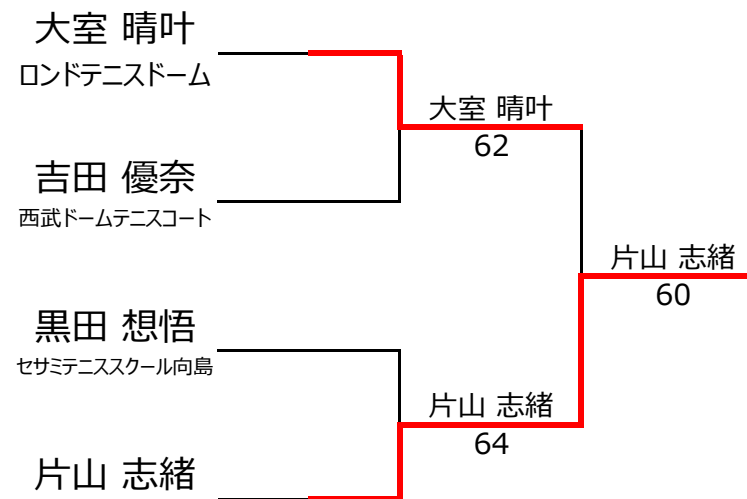 大室 晴叶
ロンドテニスドーム
大室 晴叶
62
吉田 優奈
西武ドームテニスコート
片山 志緒
60
黒田 想悟
セサミテニススクール向島
片山 志緒
64
片山 志緒